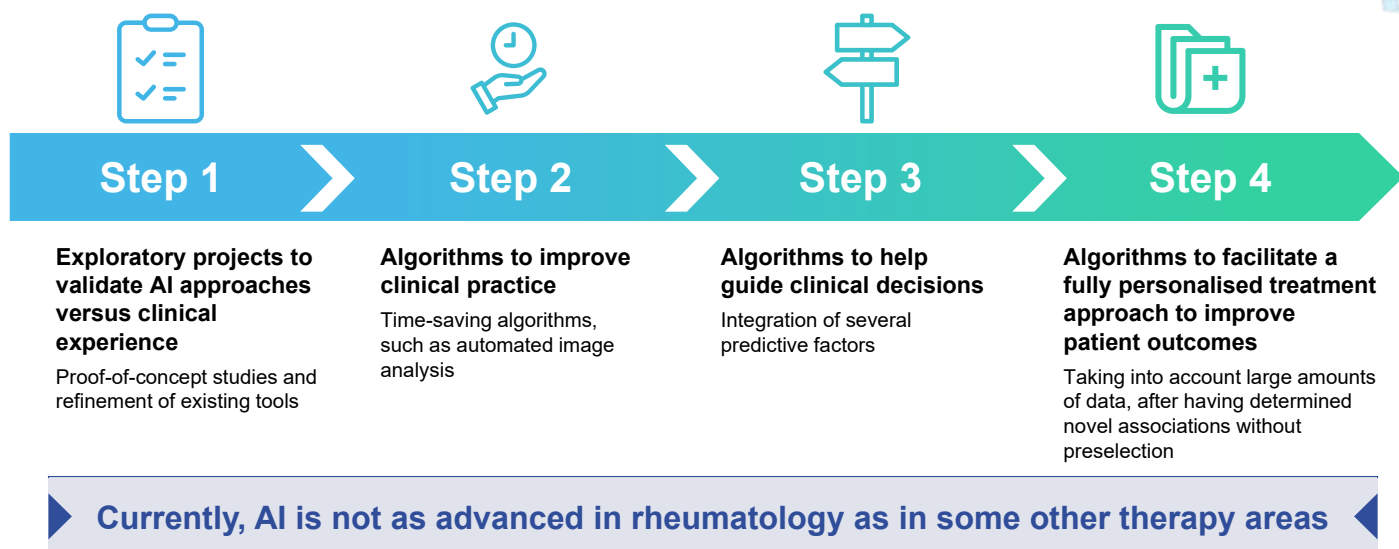 Step 1
Step 2
Step 3
Step 4
Exploratory projects to
validate AI approaches
versus clinical
experience
Proof-of-concept studies and
refinement of existing tools
Algorithms to improve
clinical practice
Time-saving algorithms,
such as automated image
analysis
Algorithms to help
guide clinical decisions
Integration of several
predictive factors
Algorithms to facilitate a
fully personalised treatment
approach to improve
patient outcomes
Taking into account large amounts
of data, after having determined
novel associations without
preselection
Currently, AI is not as advanced in rheumatology as in some other therapy areas